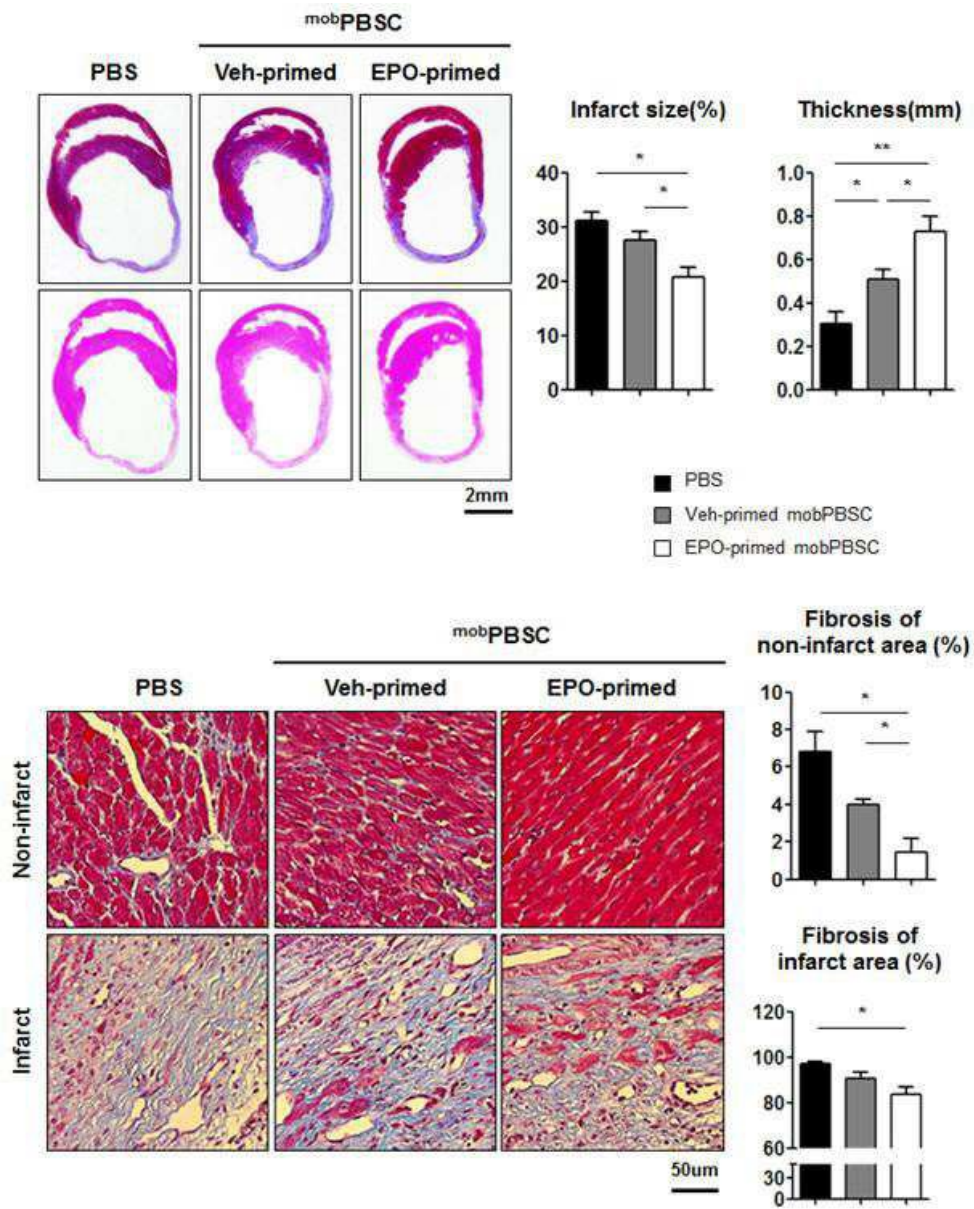 mobPBSC
PBS Veh-primed EPO-primed
2mm
Infarct size(%)
*
*
40
30
20
10
0
Thickness(mm)
**
* *
1.0
0.8
0.6
0.4
0.2
0.0
PBS
Veh-primed mobPBSC
EPO-primed mobPBSC
mobPBSC
PBS Veh-primed EPO-primed
Non-infarct
Infarct
50um
Fibrosis of
non-infarct area (%)
*
*
10
8
6
4
2
0
Fibrosis of
infarct area (%)
*
120
100
80
60
30
0